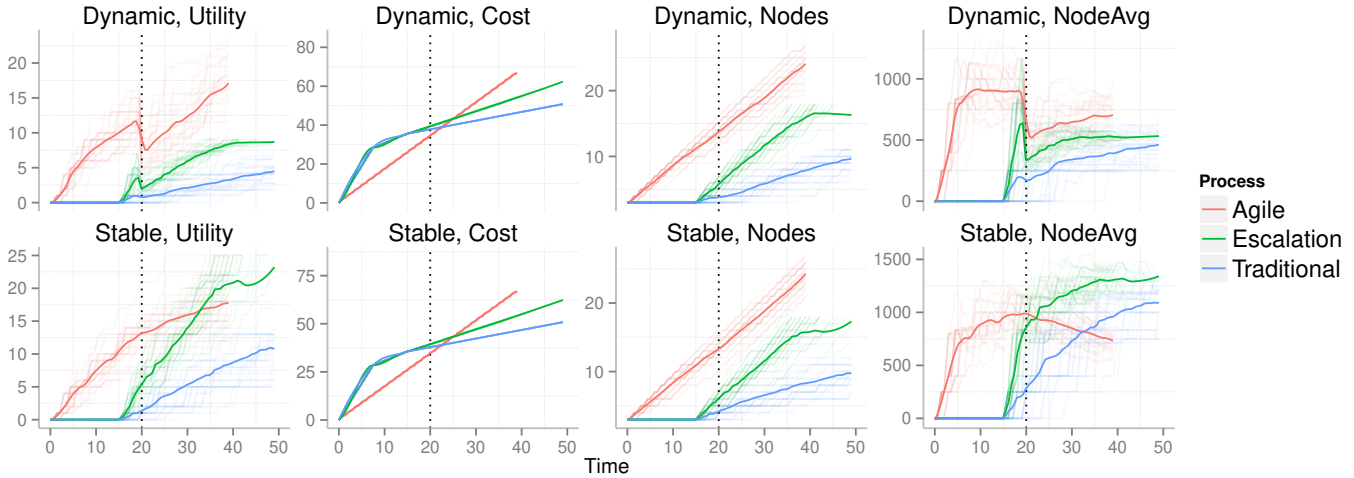 Dynamic, Utility
Dynamic, Cost
Dynamic, Nodes
Dynamic, NodeAvg
20
15
10
5
0
80
60
40
20
0
20
10
1000
500
0
Stable, Utility
Stable, Cost
Stable, Nodes
Stable, NodeAvg
25
20
15
10
5
0
75
50
25
0
20
10
1500
1000
500
0
0 10 20 30 40 50
0 10 20 30 40 50
0 10 20 30 40 50
0 10 20 30 40 50
Time
Process
Agile
Escalation
Traditional